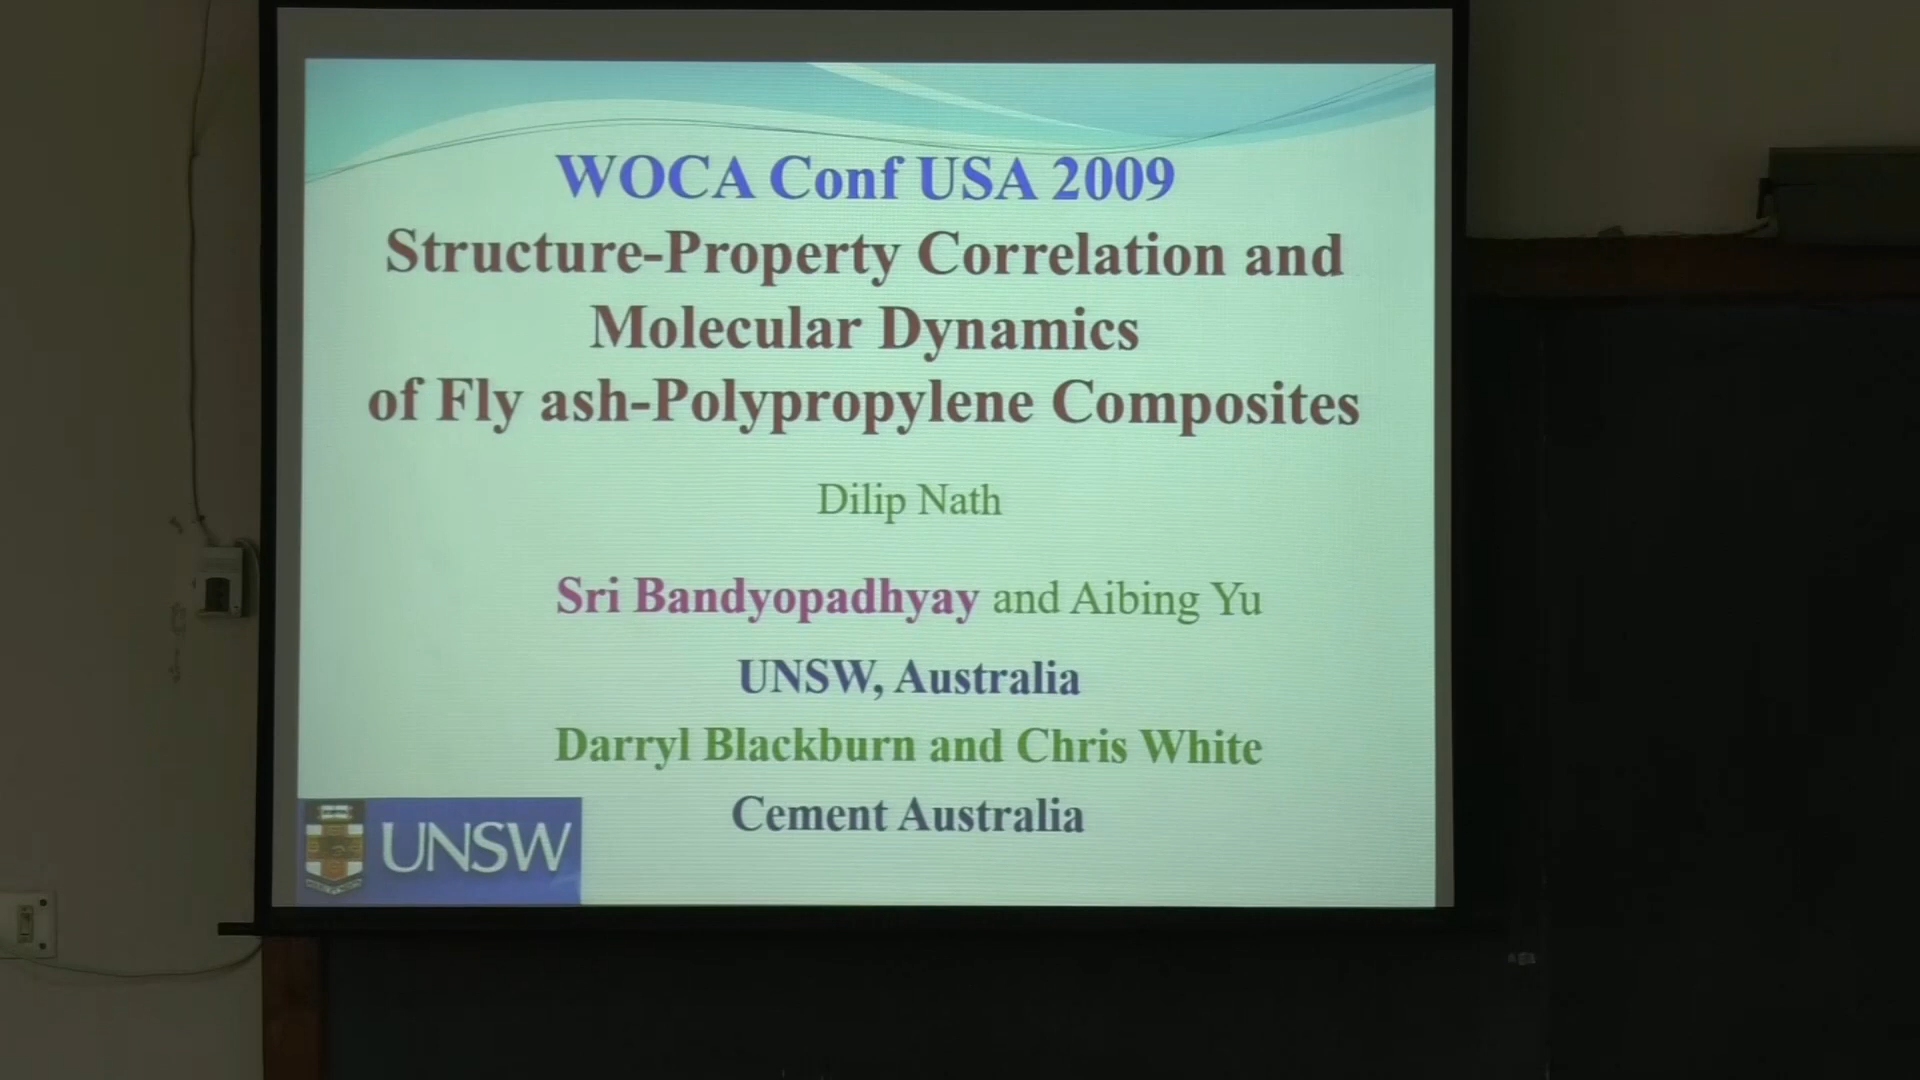 WOCA Conf USA 2009
Structure-Property Correlation and
Molecular Dynamics
of Fly ash-Polypropylene Composites
Dilip Nath
Sri Bandyopadhyay and Aibing Yu
UNSW, Australia
Darryl Blackburn and Chris White
Cement Australia
UNSW